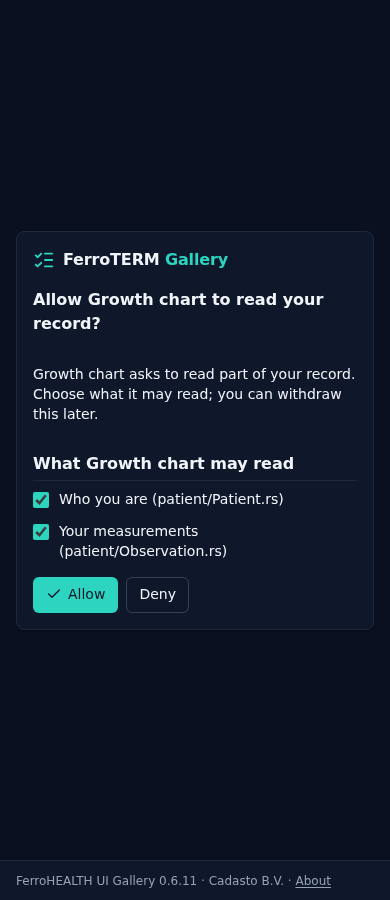 FerroTERM Gallery
Allow Growth chart to read your
record?
Growth chart asks to read part of your record.
Choose what it may read; you can withdraw
this later.
What Growth chart may read
Who you are (patient/Patient.rs)
Your measurements
(patient/Observation.rs)
Allow
Deny
FerroHEALTH UI Gallery 0.6.11 · Cadasto B.V. · About